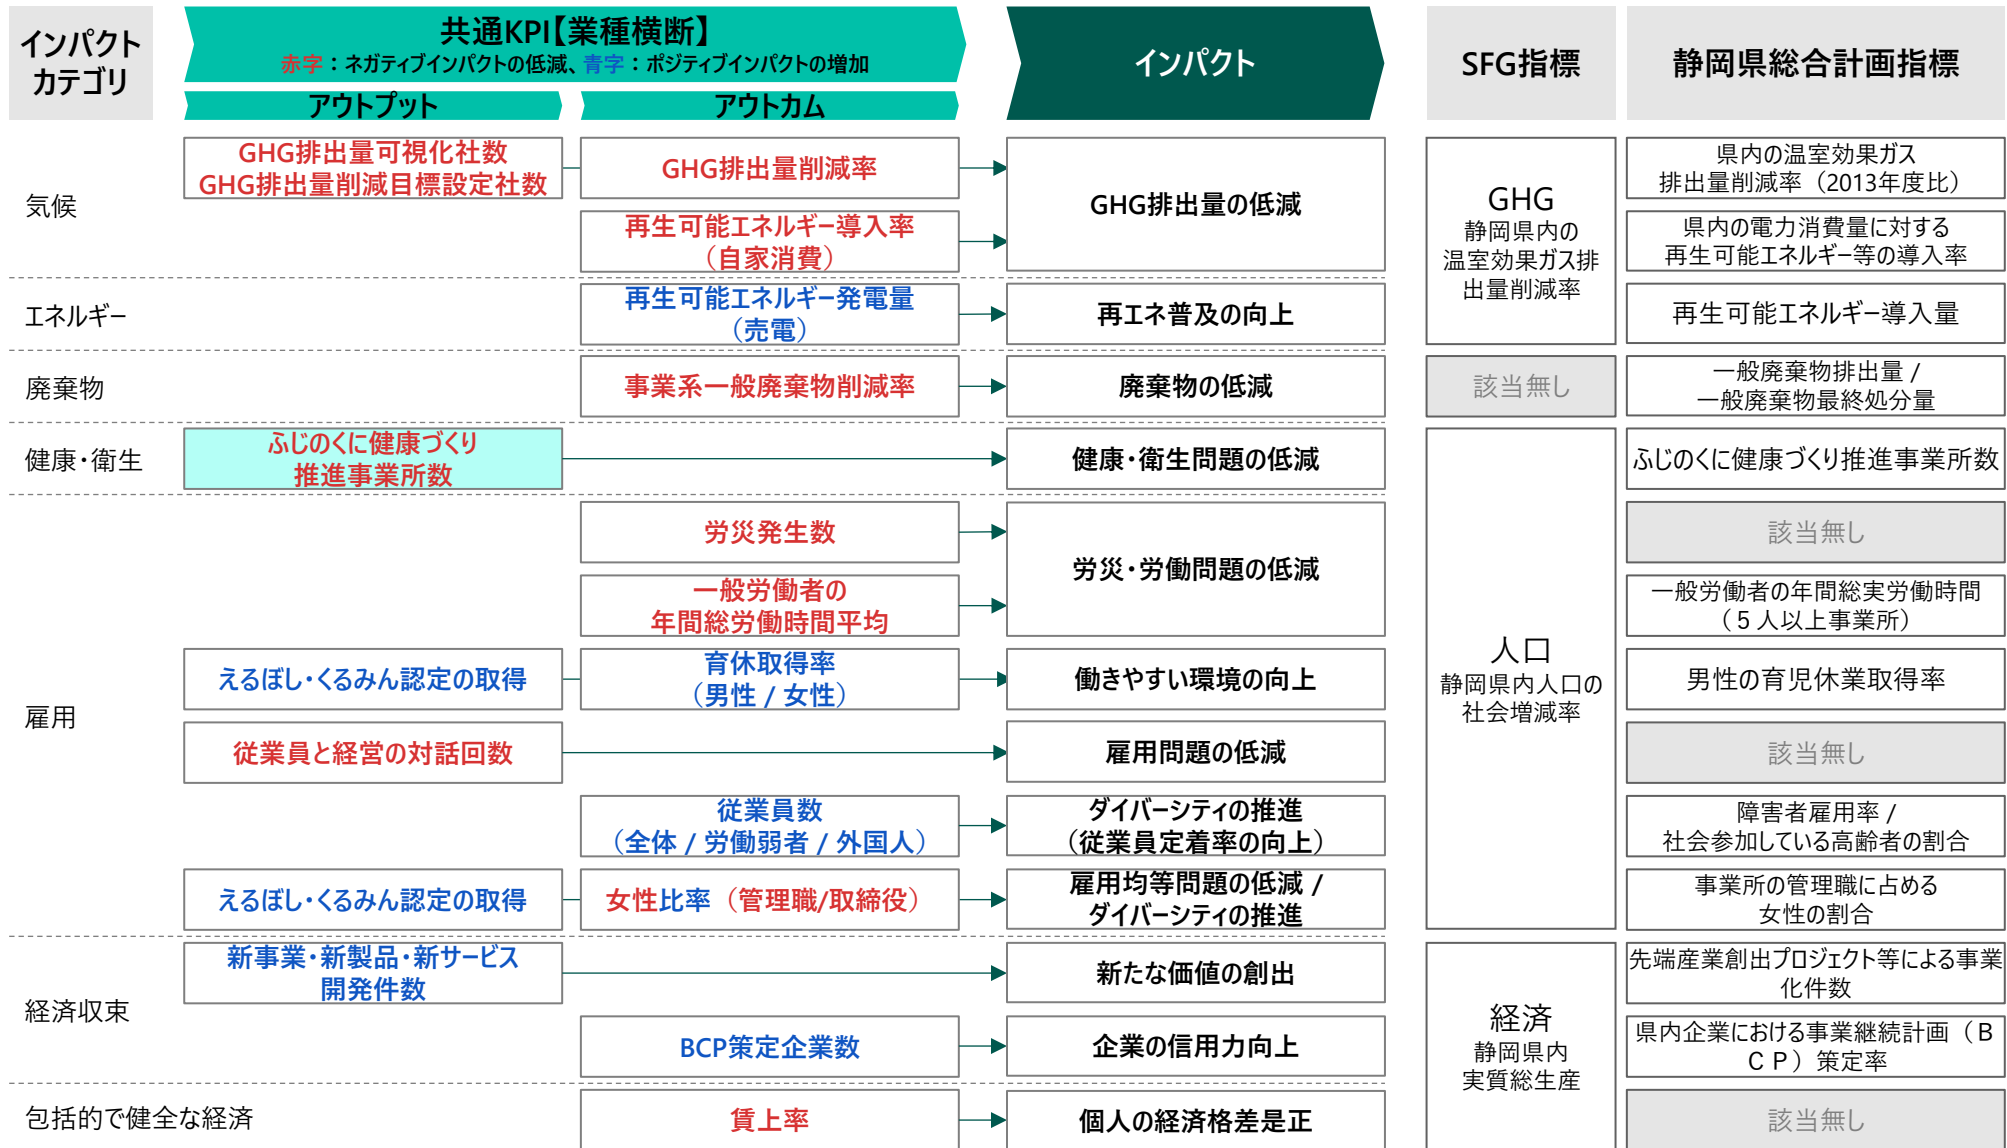 インパクト
カテゴリ
共通KPI【業種横断】
赤字：ネガティブインパクトの低減、青字：ポジティブインパクトの増加
アウトプット
アウトカム
インパクト
SFG指標
静岡県総合計画指標
気候
GHG排出量可視化社数
GHG排出量削減目標設定社数
GHG排出量削減率
再生可能エネルギー導入率
（自家消費）
GHG排出量の低減
GHG
静岡県内の
温室効果ガス排
出量削減率
県内の温室効果ガス
排出量削減率（2013年度比）
県内の電力消費量に対する
再生可能エネルギー等の導入率
エネルギー
再生可能エネルギー発電量
（売電）
再エネ普及の向上
再生可能エネルギー導入量
廃棄物
事業系一般廃棄物削減率
廃棄物の低減
該当無し
一般廃棄物排出量 /
一般廃棄物最終処分量
健康・衛生
ふじのくに健康づくり
推進事業所数
健康・衛生問題の低減
人口
静岡県内人口の
社会増減率
ふじのくに健康づくり推進事業所数
雇用
労災発生数
労災・労働問題の低減
該当無し
一般労働者の
年間総労働時間平均
一般労働者の年間総実労働時間
（５人以上事業所）
えるぼし・くるみん認定の取得
育休取得率
（男性 / 女性）
働きやすい環境の向上
男性の育児休業取得率
従業員と経営の対話回数
雇用問題の低減
該当無し
従業員数
（全体 / 労働弱者 / 外国人）
ダイバーシティの推進
（従業員定着率の向上）
障害者雇用率 /
社会参加している高齢者の割合
えるぼし・くるみん認定の取得
女性比率（管理職/取締役）
雇用均等問題の低減 /
ダイバーシティの推進
事業所の管理職に占める
女性の割合
経済収束
新事業・新製品・新サービス
開発件数
新たな価値の創出
経済
静岡県内
実質総生産
先端産業創出プロジェクト等による事業
化件数
BCP策定企業数
企業の信用力向上
県内企業における事業継続計画（Ｂ
ＣＰ）策定率
包括的で健全な経済
賃上率
個人の経済格差是正
該当無し